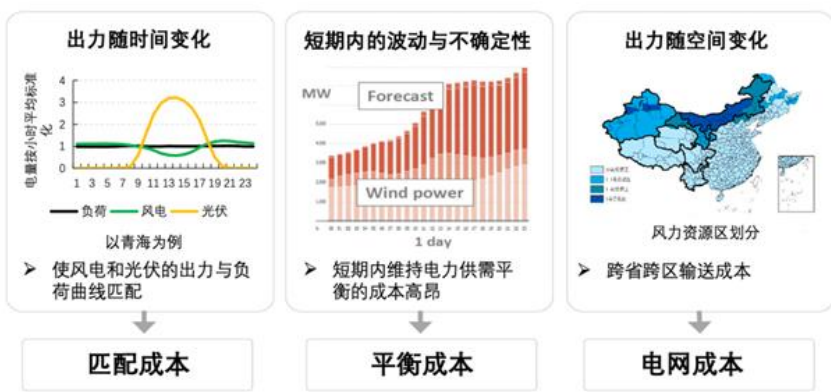 出力随时间变化
电量按小时平均标准化
4
3
2
1
0
1 3 5 7 9 11 13 15 17 19 21 23
负荷 风电 光伏
以青海为例
➤ 使风电和光伏的出力与负
荷曲线匹配
匹配成本
短期内的波动与不确定性
MW
Forecast
Wind power
1 day
➤ 短期内维持电力供需平
衡的成本高昂
平衡成本
出力随空间变化
风力资源区划分
➤ 跨省跨区输送成本
电网成本